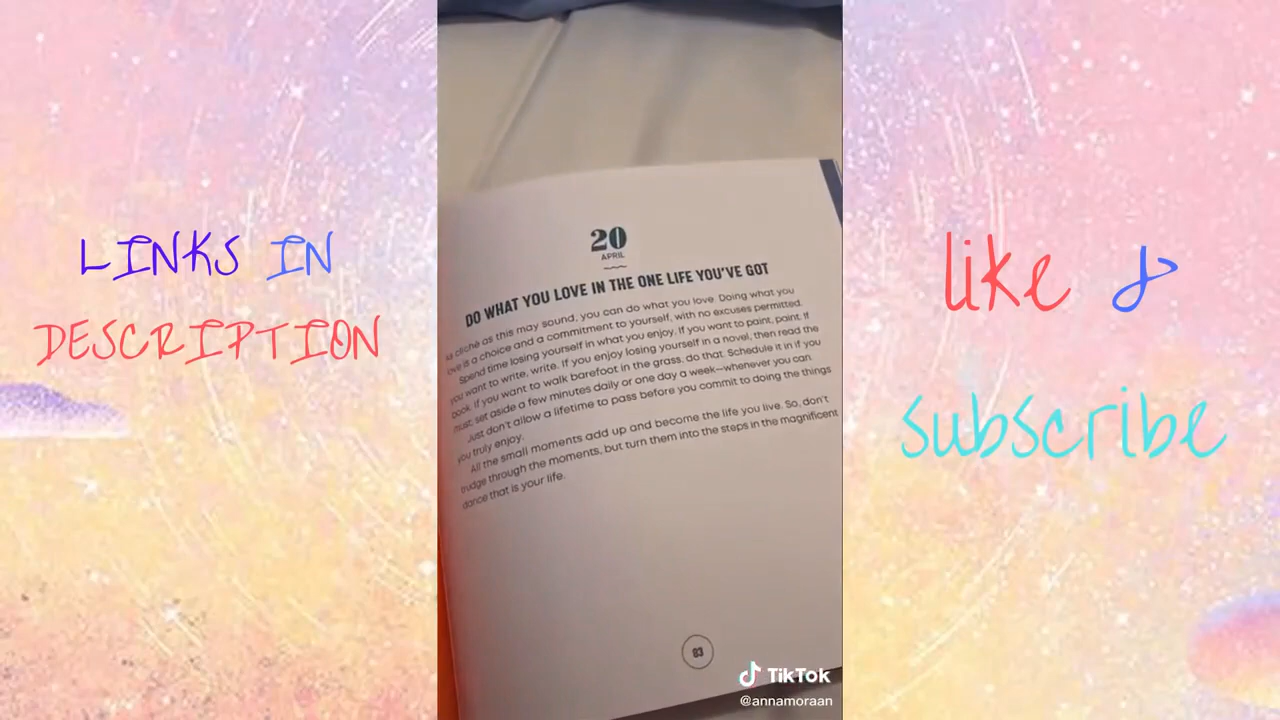 LINKS IN
DESCRIPTION
20
APRIL
DO WHAT YOU LOVE IN THE ONE LIFE YOU'VE GOT
As cliché as this may sound, you can do what you love. Doing what you
love is a choice and a commitment to yourself, with no excuses permitted.
Spend time losing yourself in what you enjoy. If you want to paint, paint. If
you want to write, write. If you enjoy losing yourself in a novel, then read the
book. If you want to walk barefoot in the grass, do that. Schedule it in if you
must; set aside a few minutes daily or one day a week—whenever you can.
Just don't allow a lifetime to pass before you commit to doing the things
you truly enjoy.
All the small moments add up and become the life you live. So, don't
trudge through the moments, but turn them into the steps in the magnificent
dance that is your life.
83
TikTok
@annamoraan
like &
subscribe